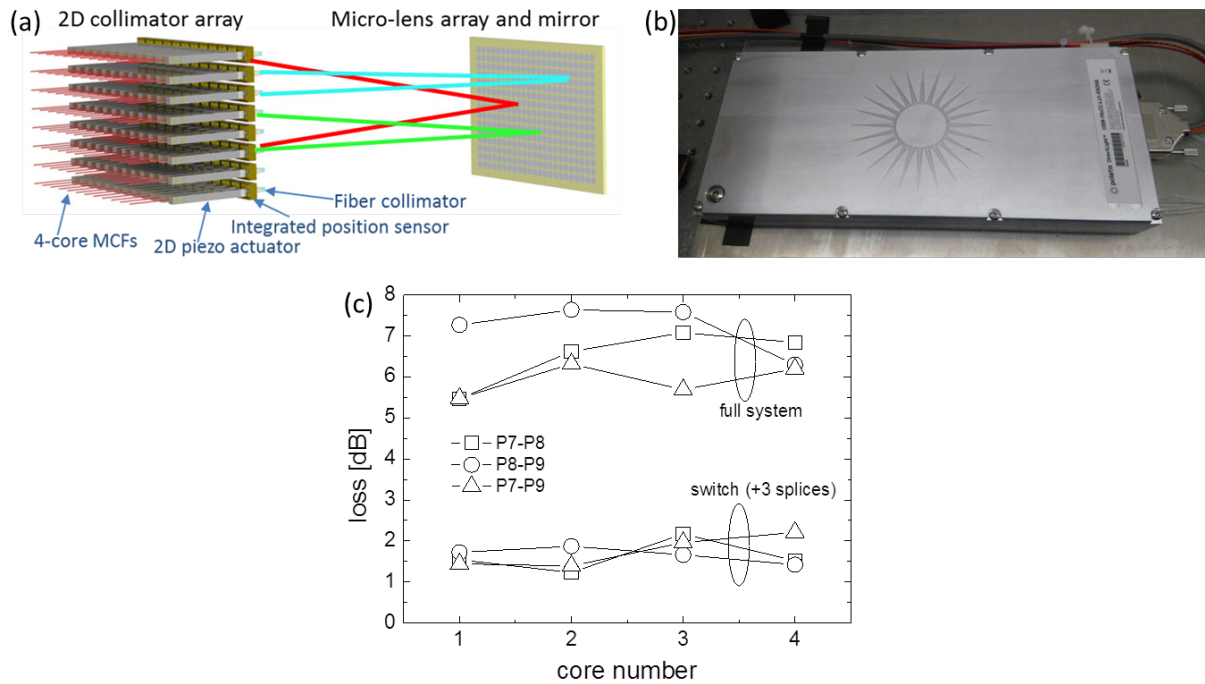 (a)
2D collimator array
Micro-lens array and mirror
Fiber collimator
Integrated position sensor
4-core MCFs
2D piezo actuator
(b)
polatis
(c)
loss [dB]
8
7
6
5
4
3
2
1
0
full system
P7-P8
P8-P9
P7-P9
switch (+3 splices)
1 2 3 4
core number